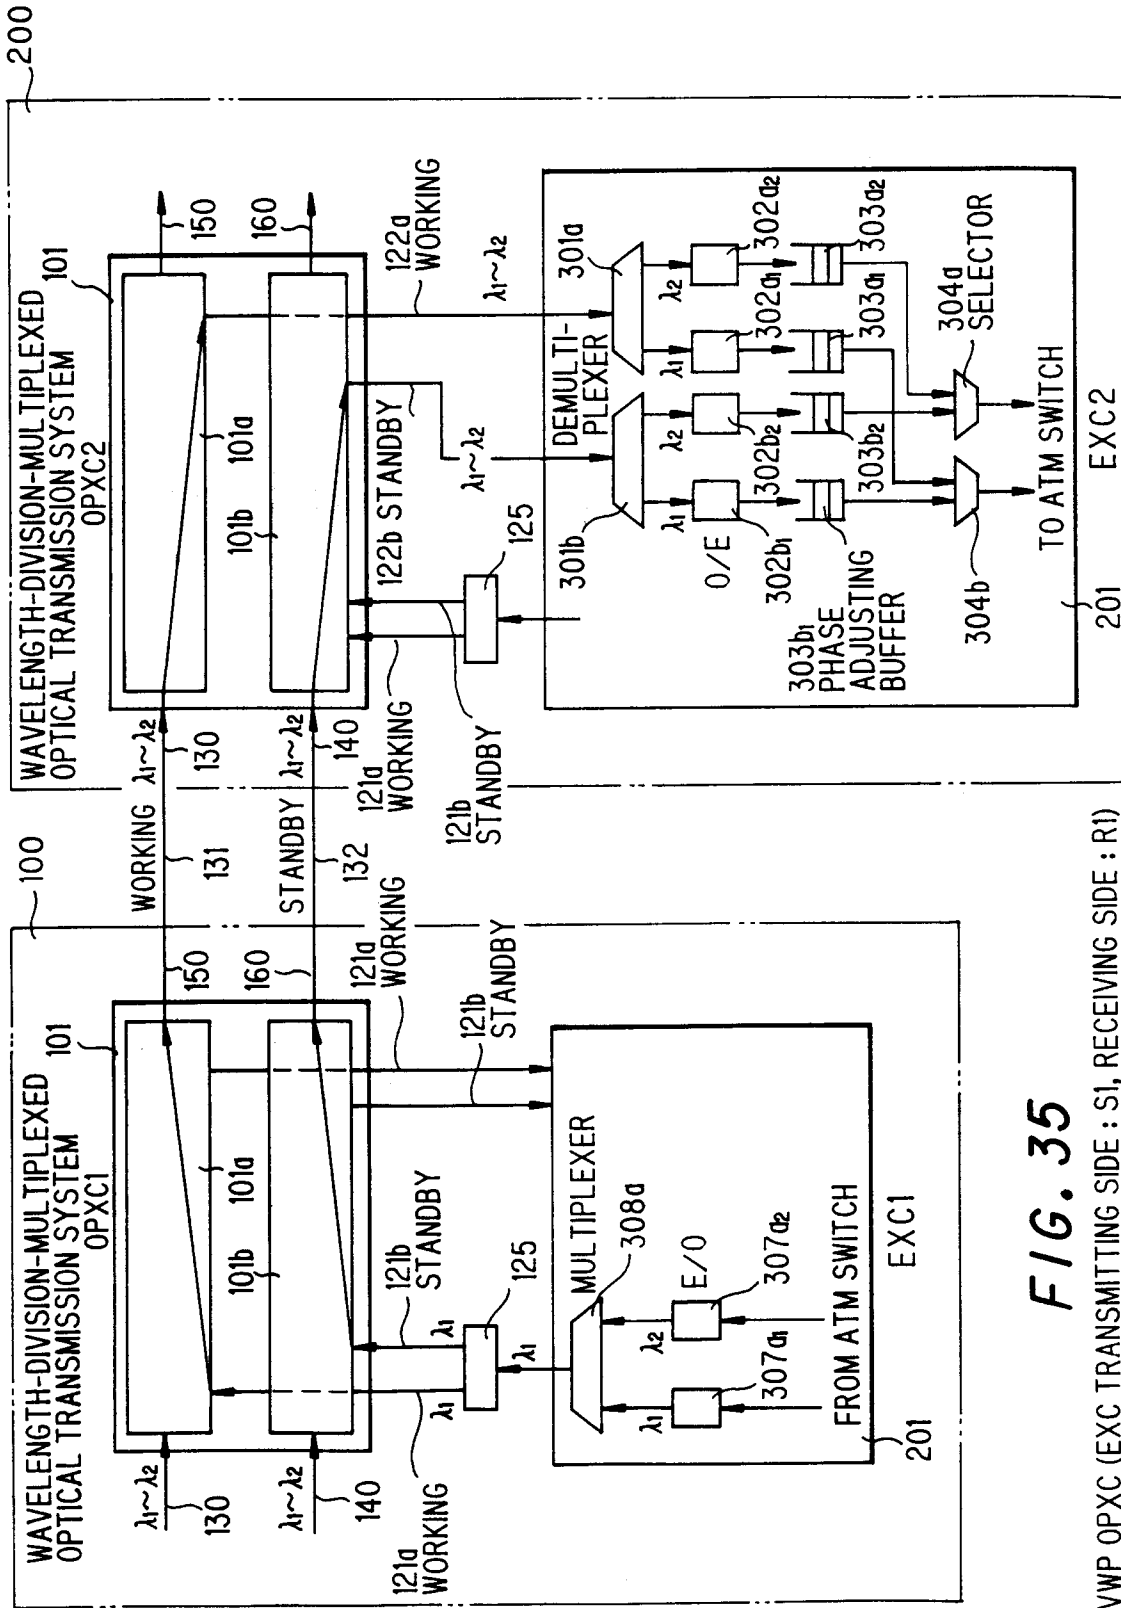 100
WAVELENGTH-DIVISION-MULTIPLEXED
OPTICAL TRANSMISSION SYSTEM
OPXC1
101
λ1~λ2
130
101a
150
λ1~λ2
140
101b
160
121a
WORKING
121b
STANDBY
121a
WORKING
121b
STANDBY
λ1
λ1
125
λ1
MULTIPLEXER
308a
λ1
λ2
E/O
307a1
307a2
FROM ATM SWITCH
201
EXC1
WORKING
131
STANDBY
132
200
WAVELENGTH-DIVISION-MULTIPLEXED
OPTICAL TRANSMISSION SYSTEM
OPXC2
101
λ1~λ2
130
101a
150
λ1~λ2
140
101b
160
121a
WORKING
121b
STANDBY
122b STANDBY
122a
WORKING
λ1~λ2
λ1~λ2
125
DEMULTI-
PLEXER
301b
301a
λ1
λ2
λ1
λ2
O/E
302b1
302b2
302a1
302a2
303b1
PHASE
ADJUSTING
BUFFER
303b2
303a1
303a2
304b
304a
SELECTOR
TO ATM SWITCH
201
EXC2
FIG. 35
VWP OPXC (EXC TRANSMITTING SIDE : S1, RECEIVING SIDE : R1)